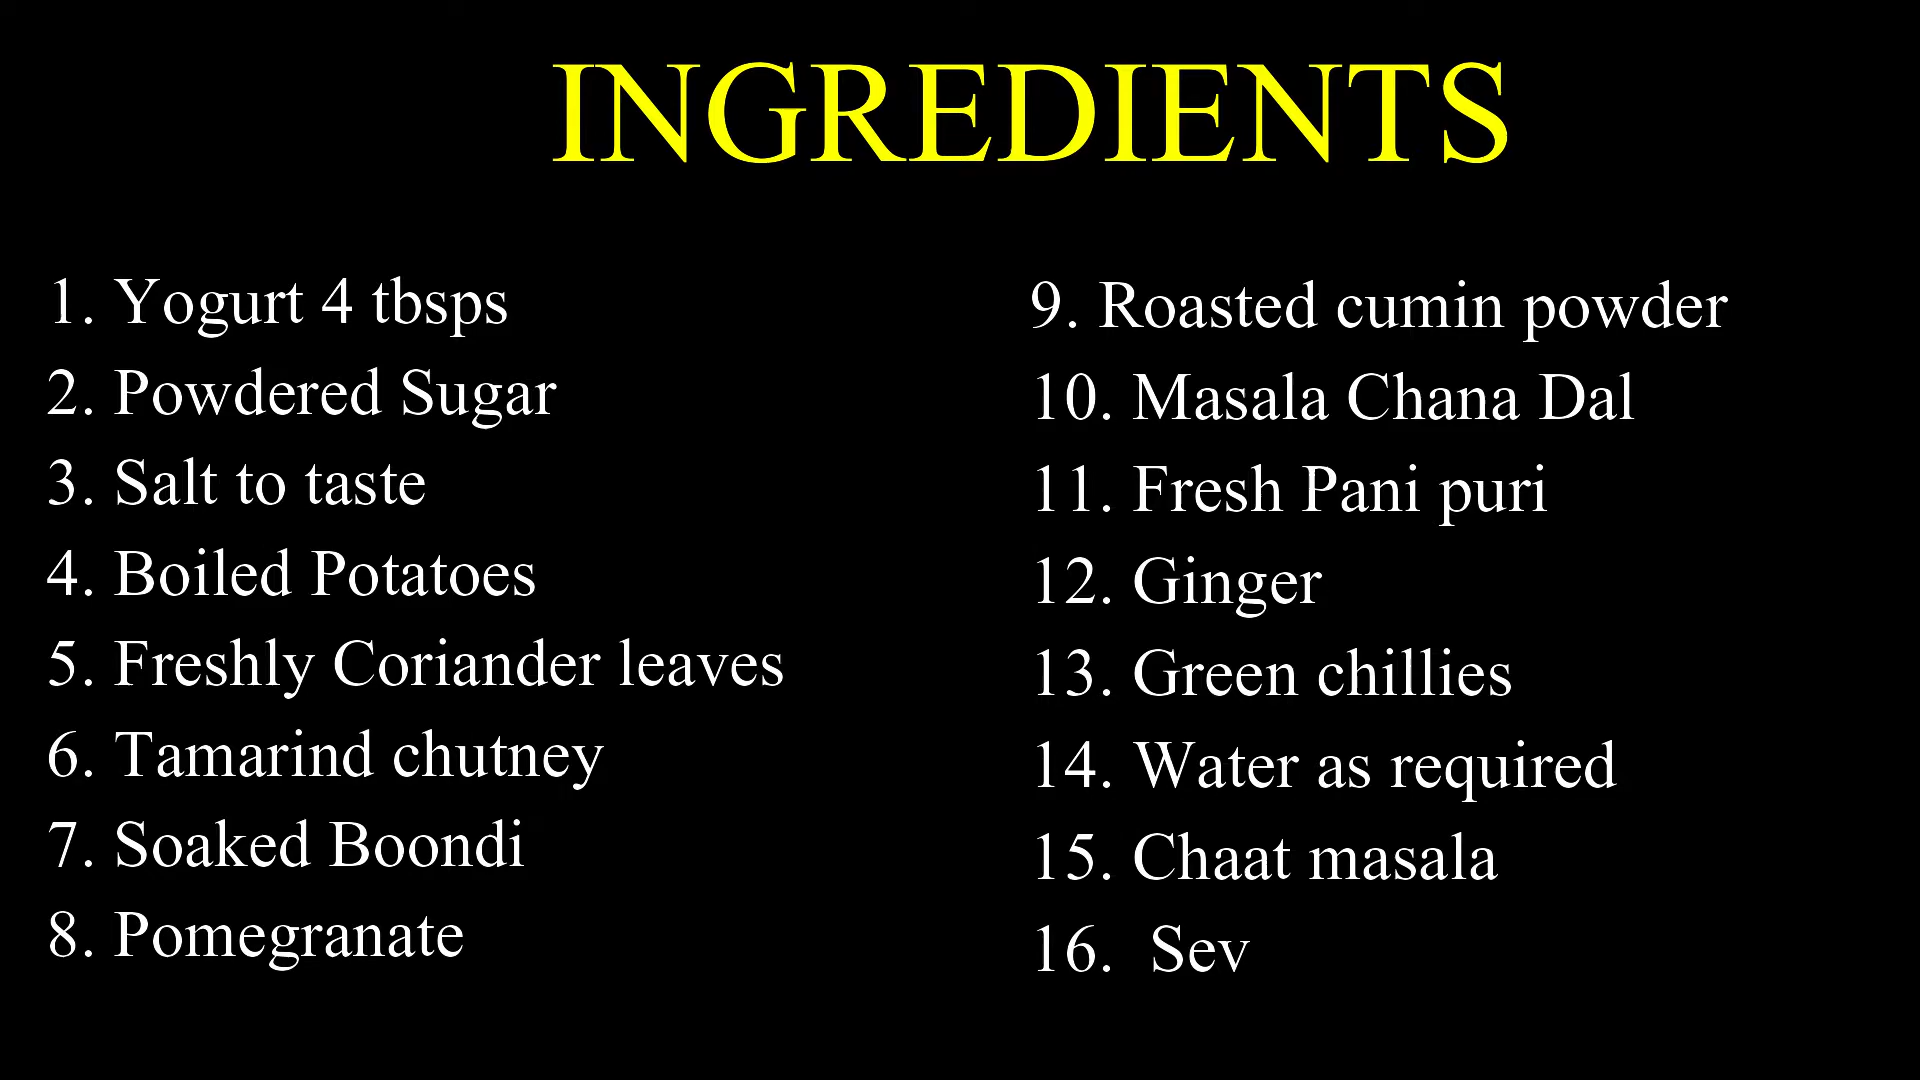 INGREDIENTS
1. Yogurt 4 tbsps
2. Powdered Sugar
3. Salt to taste
4. Boiled Potatoes
5. Freshly Coriander leaves
6. Tamarind chutney
7. Soaked Boondi
8. Pomegranate
9. Roasted cumin powder
10. Masala Chana Dal
11. Fresh Pani puri
12. Ginger
13. Green chillies
14. Water as required
15. Chaat masala
16. Sev